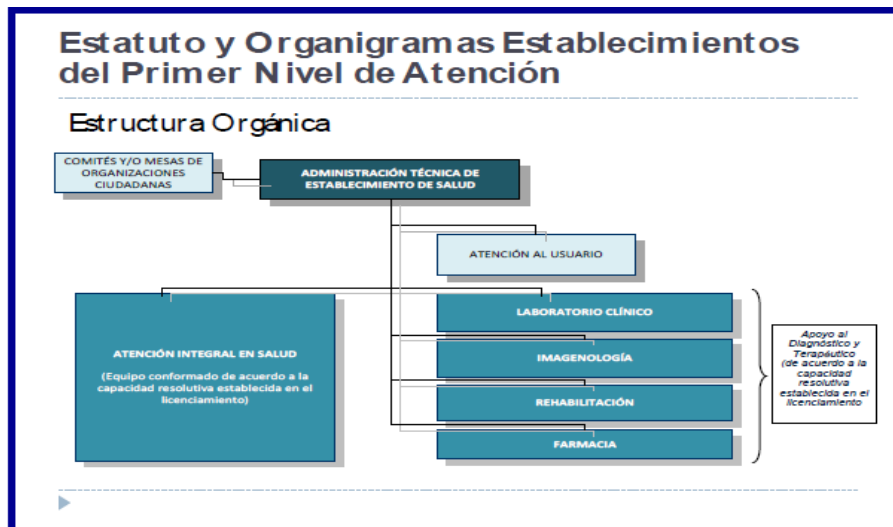 Estatuto y Organigramas Establecimientos
del Primer Nivel de Atención
Estructura Orgánica
COMITÉS Y/O MESAS DE
ORGANIZACIONES
CIUDADANAS
ADMINISTRACIÓN TÉCNICA DE
ESTABLECIMIENTO DE SALUD
ATENCIÓN AL USUARIO
ATENCIÓN INTEGRAL EN SALUD
(Equipo conformado de acuerdo a la
capacidad resolutiva establecida en el
licenciamiento)
LABORATORIO CLÍNICO
IMAGENOLOGÍA
REHABILITACIÓN
FARMACIA
Apoyo al
Diagnóstico y
Terapéutico
(de acuerdo a la
capacidad
resolutiva
establecida en el
licenciamiento